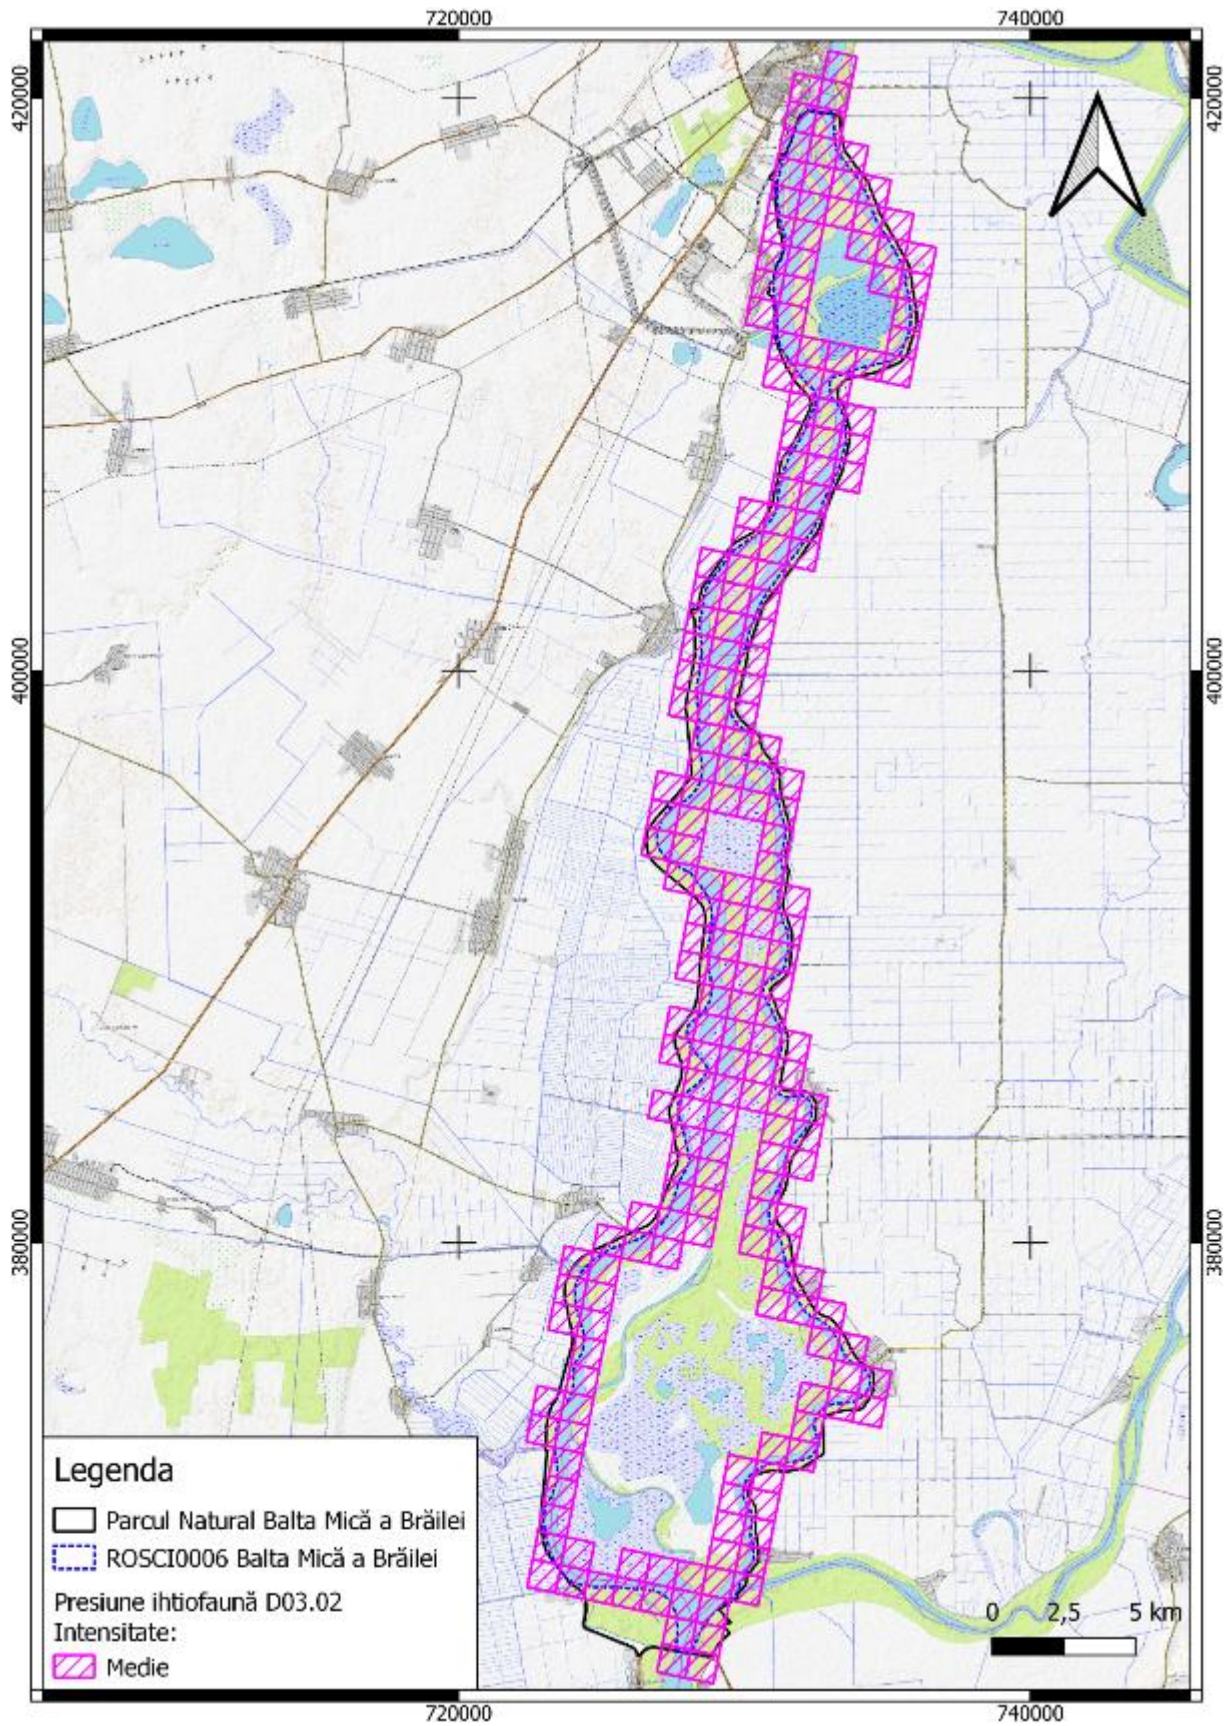 720000
740000
420000
420000
400000
400000
380000
380000
Legenda
Parcul Natural Balta Mică a Brăilei
ROSCI0006 Balta Mică a Brăilei
Presiune ihtiofaună D03.02
Intensitate:
Medie
0 2,5 5 km
720000
740000